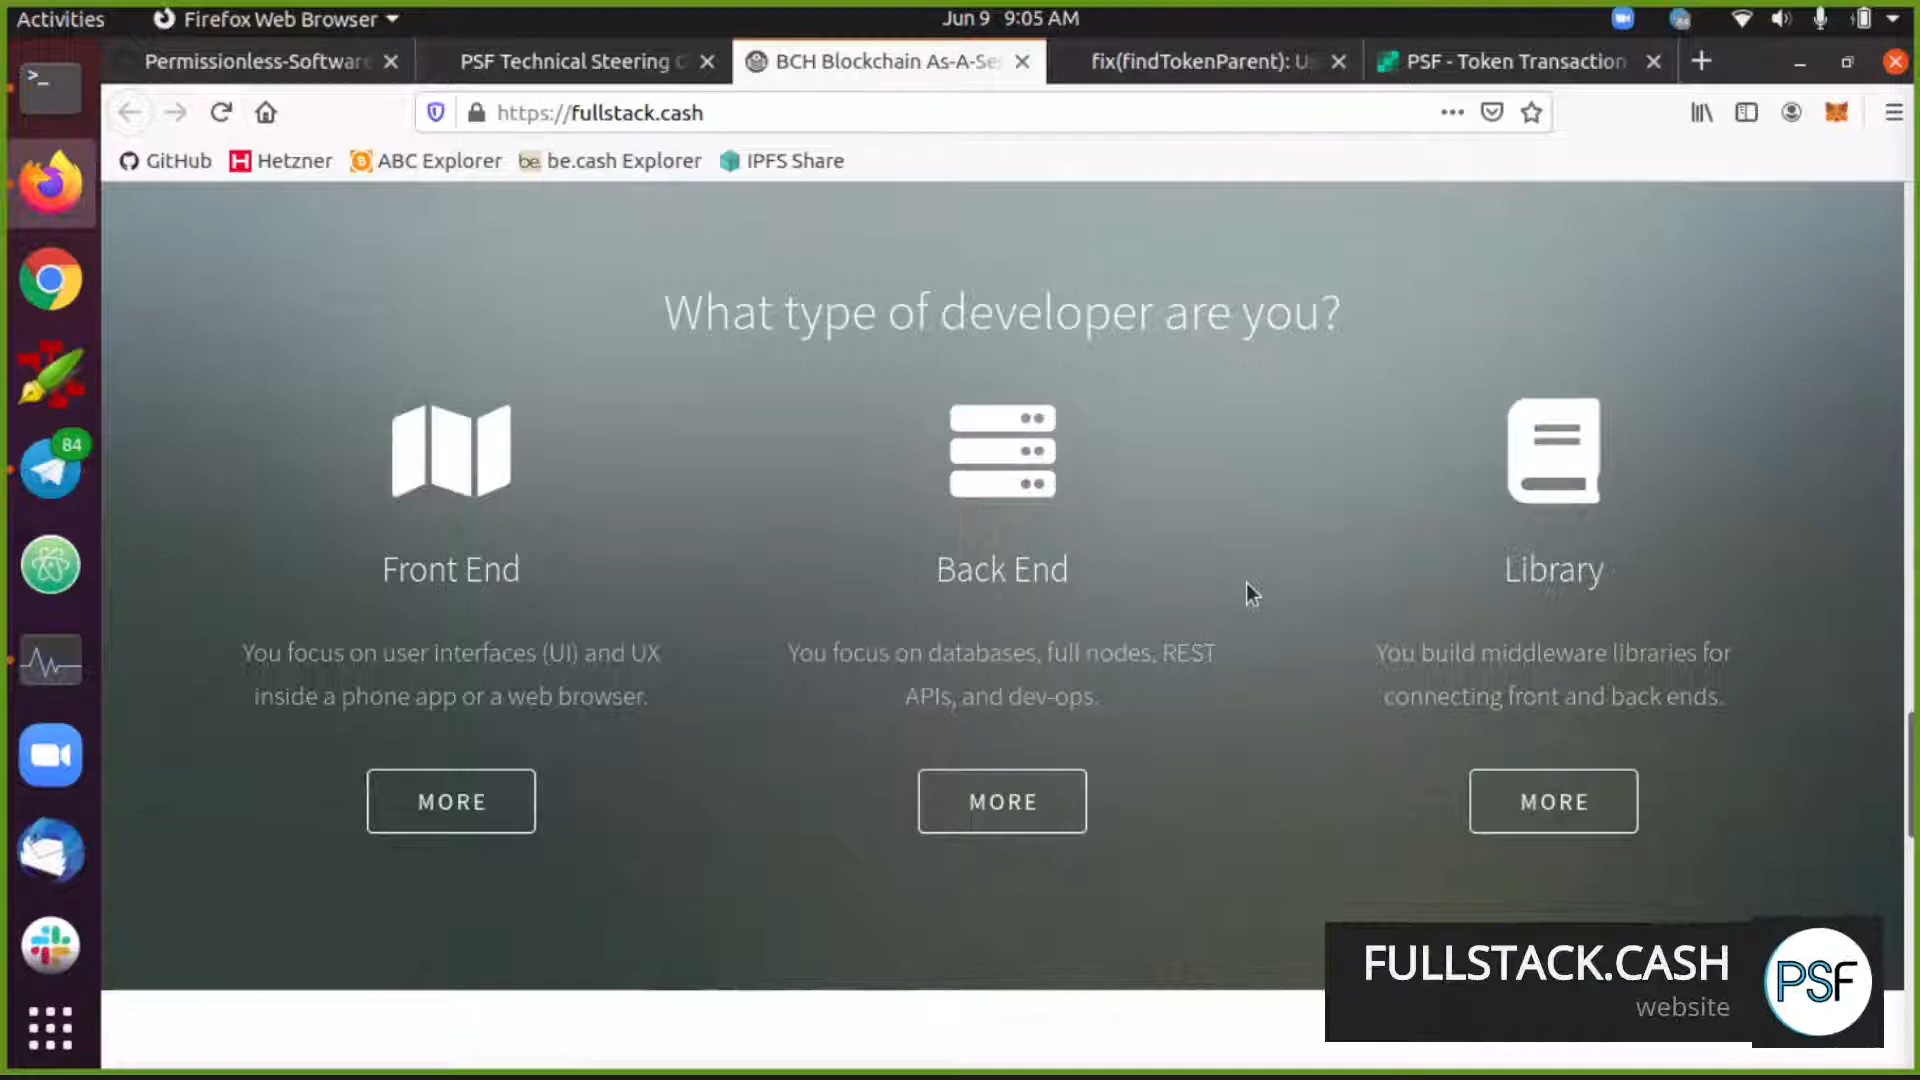 Activities
Firefox Web Browser
Jun 9 9:05 AM
Permissionless-Software
PSF Technical Steering C
BCH Blockchain As-A-Se
fix(findTokenParent): Us
PSF - Token Transaction
https://fullstack.cash
GitHub
Hetzner
ABC Explorer
be.
be.cash Explorer
IPFS Share
84
What type of developer are you?
Front End
You focus on user interfaces (UI) and UX
inside a phone app or a web browser.
MORE
Back End
You focus on databases, full nodes, REST
APIs, and dev-ops.
MORE
Library
You build middleware libraries for
connecting front and back ends.
MORE
FULLSTACK.CASH
website
PSF